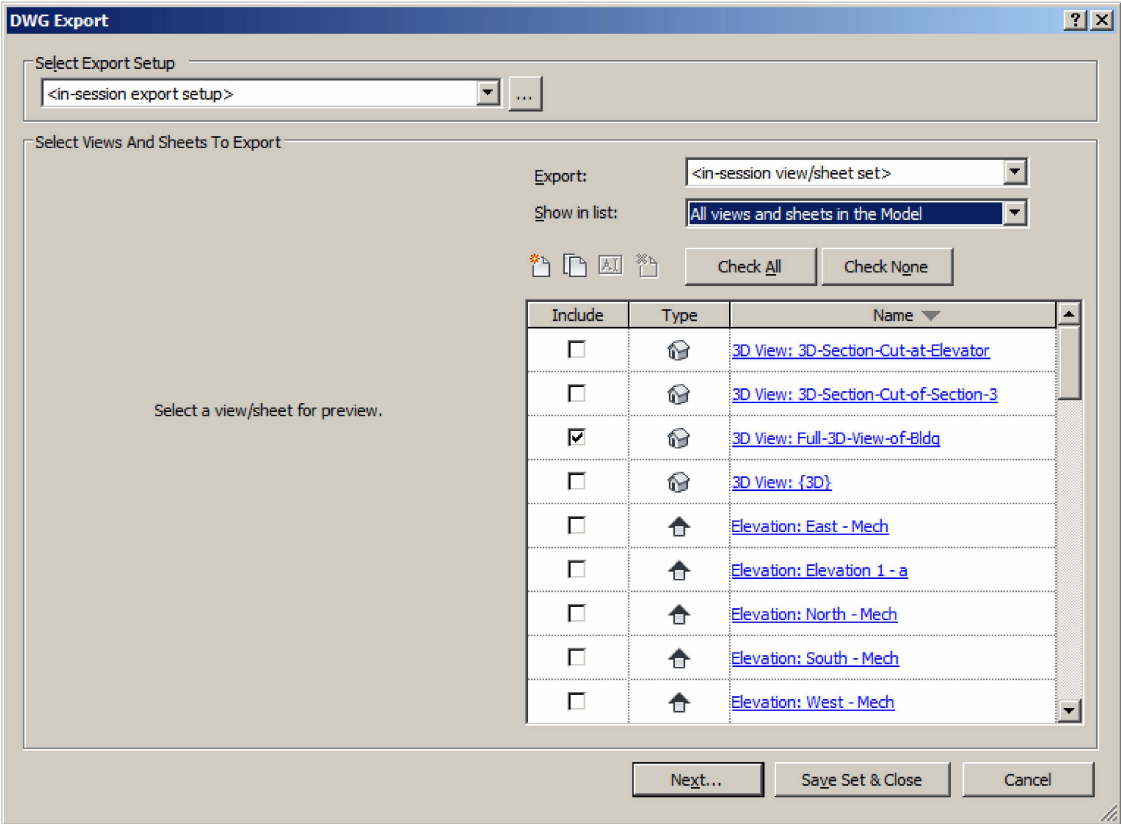 DWG Export
Select Export Setup
<in-session export setup>
...
Select Views And Sheets To Export
Export:
<in-session view/sheet set>
Show in list:
All views and sheets in the Model
AI
Check All
Check None
Include
Type
Name
3D View: 3D-Section-Cut-at-Elevator
3D View: 3D-Section-Cut-of-Section-3
3D View: Full-3D-View-of-Bldg
3D View: {3D}
Elevation: East - Mech
Elevation: Elevation 1 - a
Elevation: North - Mech
Elevation: South - Mech
Elevation: West - Mech
Select a view/sheet for preview.
Next...
Save Set & Close
Cancel